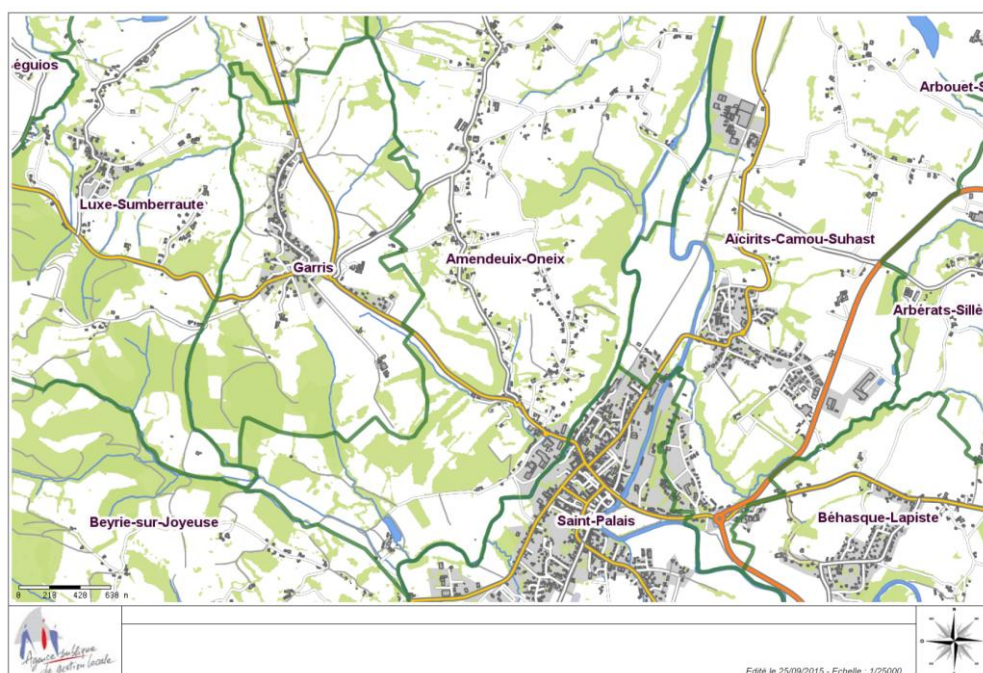 éguios
Arbouet-S
Luxe-Sumberraute
Aïcirits-Camou-Suhast
Garris
Amendeuix-Oneix
Arbérats-Sillè
Beyrie-sur-Joyeuse
Saint-Palais
Béhasque-Lapiste
0 218 428 638 m
Agence publique
de gestion locale
Edité le 25/09/2015 - Echelle : 1/25000